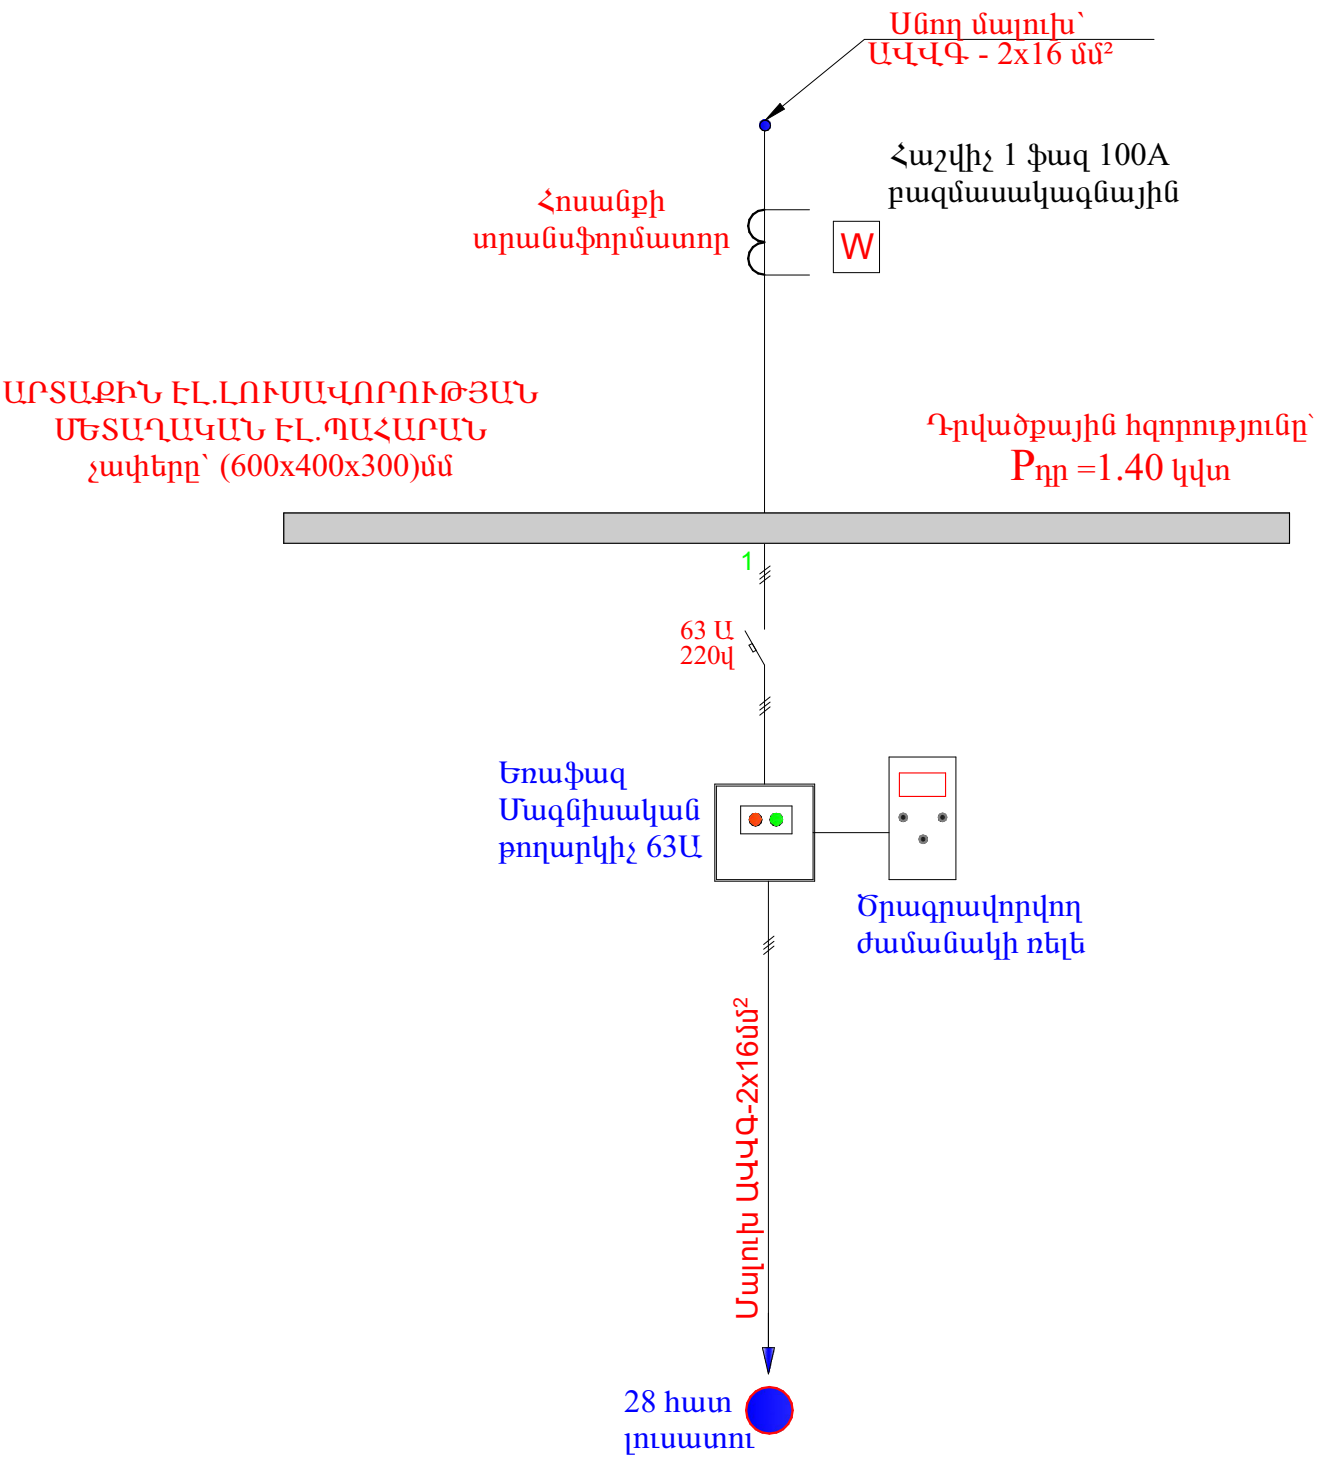 Սնող մալուխ՝
ԱՎՎԳ - 2x16 մմ²
Հաշվիչ 1 ֆազ 100A
բազմասակագնային
Հոսանքի
տրանսֆորմատոր
W
ԱՐՏԱՔԻՆ ԷԼ.ԼՈՒՍԱՎՈՐՈՒԹՅԱՆ
ՄԵՏԱՂԱԿԱՆ ԷԼ.ՊԱՀԱՐԱՆ
չափերը՝ (600x400x300)մմ
Դրվածքային հզորությունը՝
Pդր =1.40 կվտ
1
63 Ա
220վ
Եռաֆազ
Մագնիսական
թողարկիչ 63Ա
Ծրագրավորվող
ժամանակի ռելե
Մալուխ ԱՎՎԳ-2x16մմ²
28 հատ
լուսատու